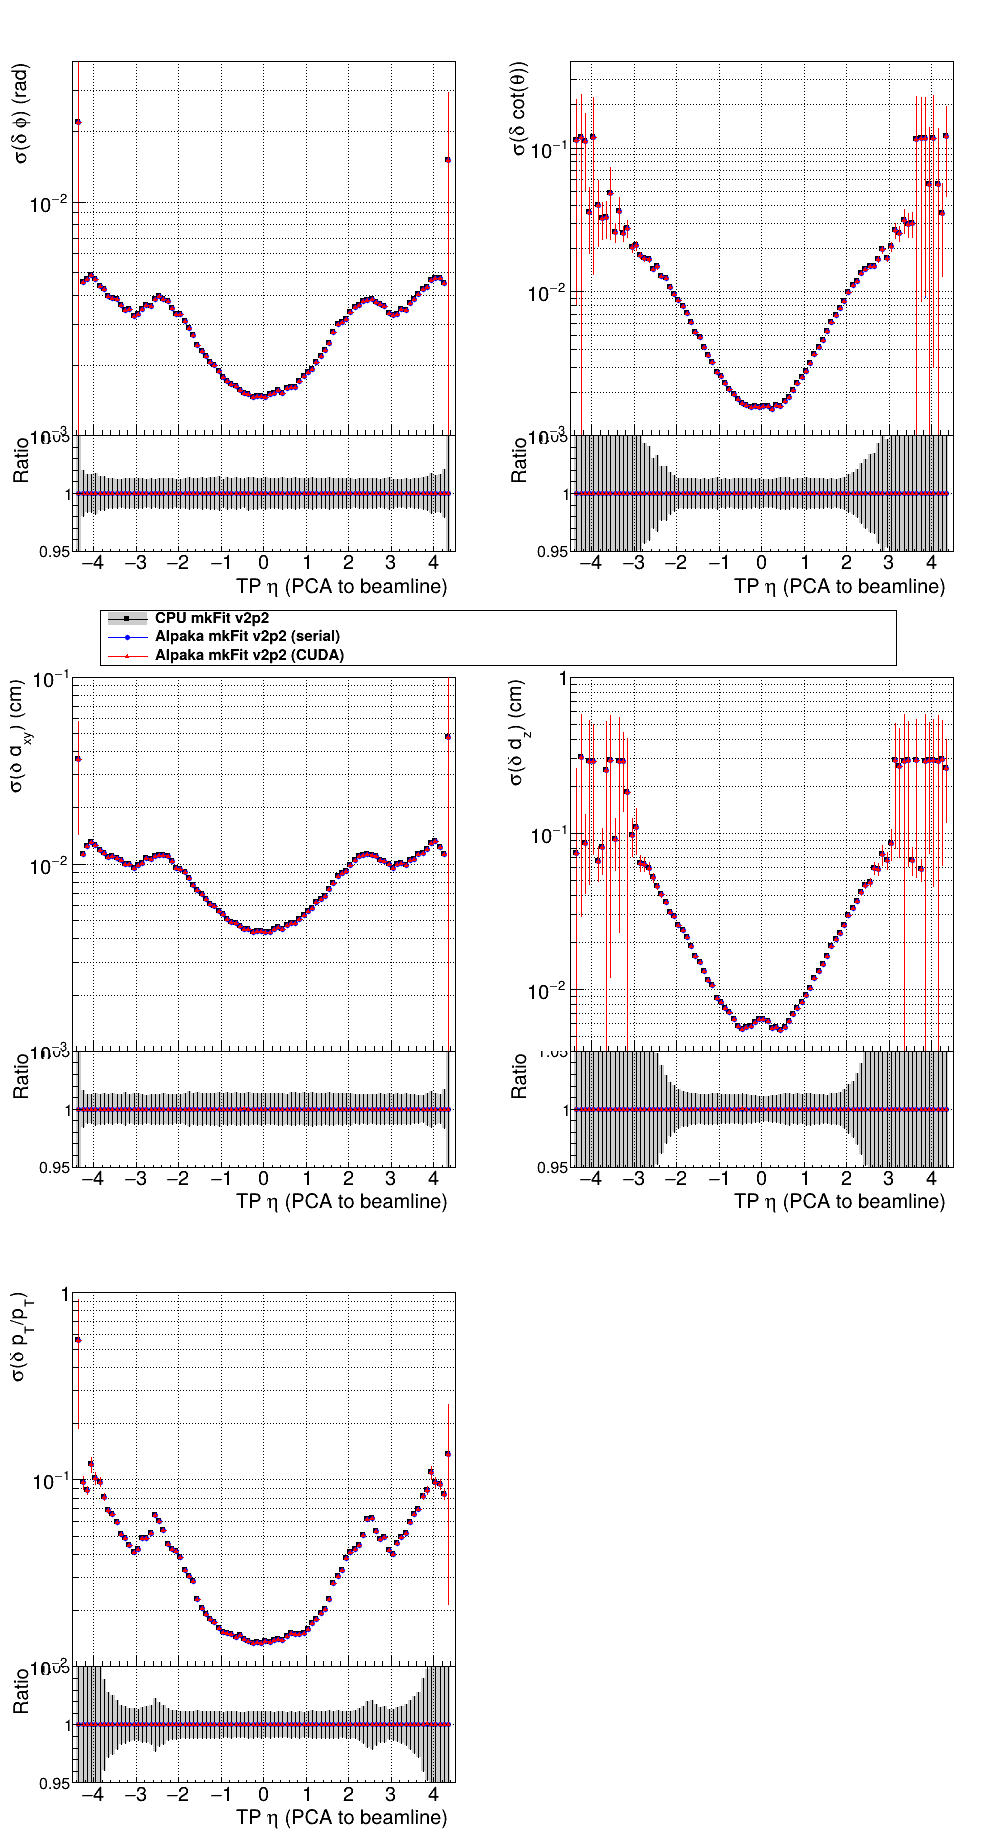 σ(δ φ) (rad)
10−2
10−3
Ratio
1
0.95
−4 −3 −2 −1 0 1 2 3 4
TP η (PCA to beamline)
σ(δ cot(θ))
10−1
10−2
10−3
Ratio
1
0.95
−4 −3 −2 −1 0 1 2 3 4
TP η (PCA to beamline)
CPU mkFit v2p2
Alpaka mkFit v2p2 (serial)
Alpaka mkFit v2p2 (CUDA)
σ(δ dxy) (cm)
10−1
10−2
10−3
Ratio
1
0.95
−4 −3 −2 −1 0 1 2 3 4
TP η (PCA to beamline)
σ(δ dz) (cm)
1
10−1
10−2
Ratio
1.05
1
0.95
−4 −3 −2 −1 0 1 2 3 4
TP η (PCA to beamline)
σ(δ pT/pT)
1
10−1
10−2
Ratio
1
0.95
−4 −3 −2 −1 0 1 2 3 4
TP η (PCA to beamline)